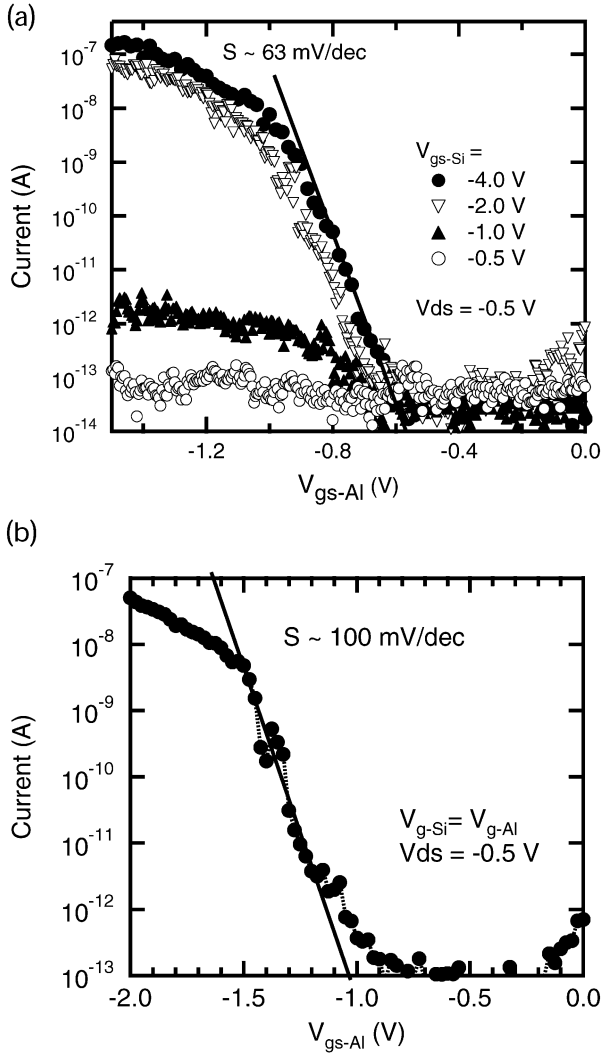 (a)
S ~ 63 mV/dec
10-7
10-8
10-9
10-10
10-11
10-12
10-13
10-14
Current (A)
Vgs-Si =
-4.0 V
-2.0 V
-1.0 V
-0.5 V
Vds = -0.5 V
-1.2 -0.8 -0.4 0.0
Vgs-Al (V)
(b)
10-7
10-8
10-9
10-10
10-11
10-12
10-13
Current (A)
S ~ 100 mV/dec
Vg-Si= Vg-Al
Vds = -0.5 V
-2.0 -1.5 -1.0 -0.5 0.0
Vgs-Al (V)